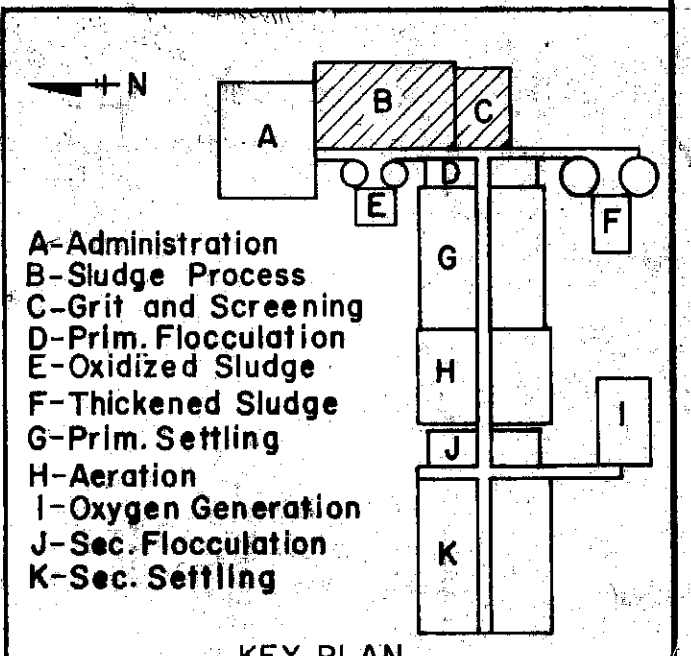 N
A
B
C
D
E
F
G
H
I
J
K
A-Administration
B-Sludge Process
C-Grit and Screening
D-Prim. Flocculation
E-Oxidized Sludge
F-Thickened Sludge
G-Prim. Settling
H-Aeration
I-Oxygen Generation
J-Sec. Flocculation
K-Sec. Settling
KEY PLAN